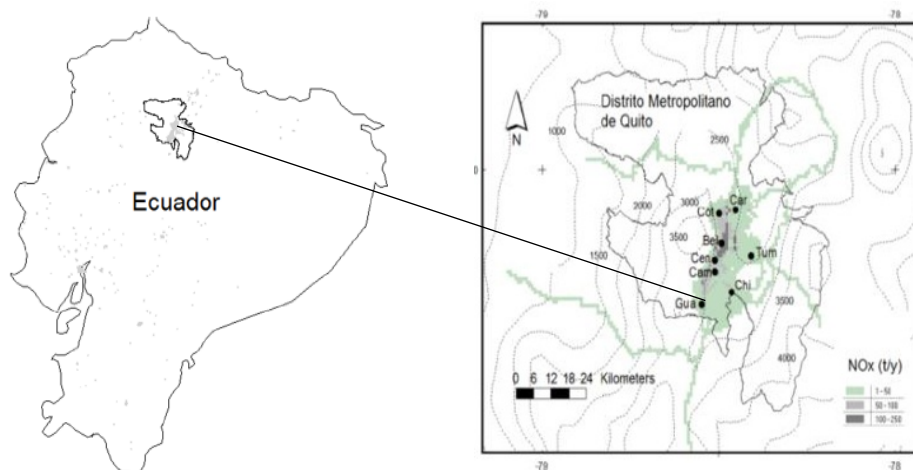 Ecuador
-79
-78
Distrito Metropolitano
de Quito
N
1000
2500
0
0
2000
3000
Cot
Car
1500
3500
Bel
Cen
Tum
Cam
Chi
Gua
3500
4000
0 6 12 18 24 Kilometers
NOx (t/y)
1-50
50-100
100-250
-79
-78